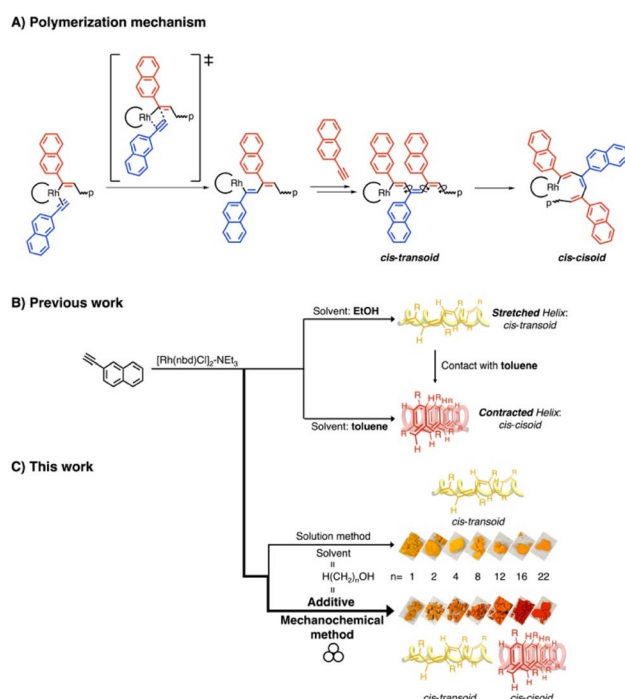 A) Polymerization mechanism
‡
Rh
p
Rh
p
Rh
p
Rh
p
Rh
p
cis-transoid
cis-cisoid
B) Previous work
[Rh(nbd)Cl]2-NEt3
Solvent: EtOH
Stretched Helix:
cis-transoid
Contact with toluene
Solvent: toluene
Contracted Helix:
cis-cisoid
C) This work
cis-transoid
Solution method
Solvent
=
H(CH2)nOH
=
n= 1 2 4 8 12 16 22
Additive
Mechanochemical
method
cis-transoid
cis-cisoid